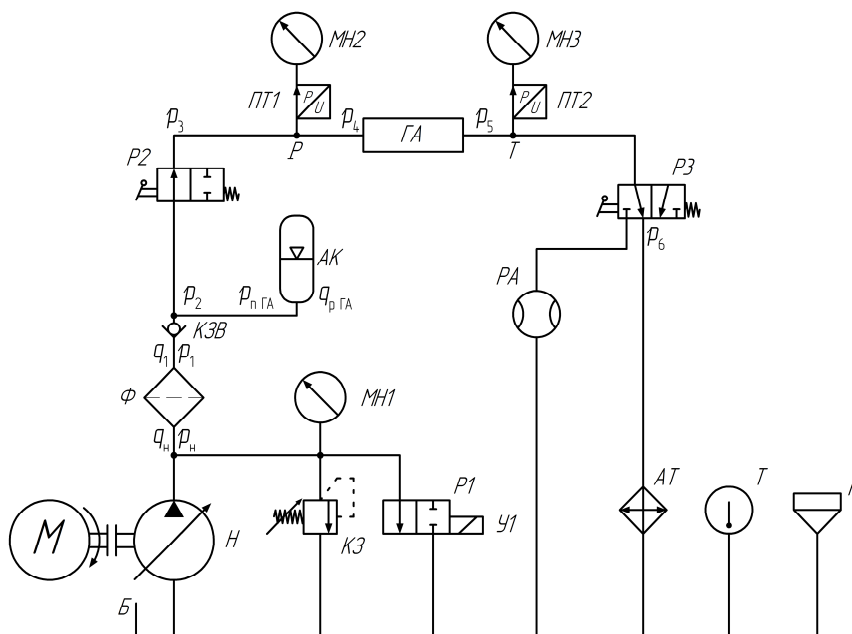 МН2
МН3
ПТ1
P
U
P
U
ПТ2
p3
p4
ГА
p5
P
T
Р2
Р3
p6
АК
РА
p2
pп ГА
qр ГА
КЗВ
q1
p1
Ф
МН1
qн
pн
Р1
АТ
Т
М
Н
КЗ
У1
Б